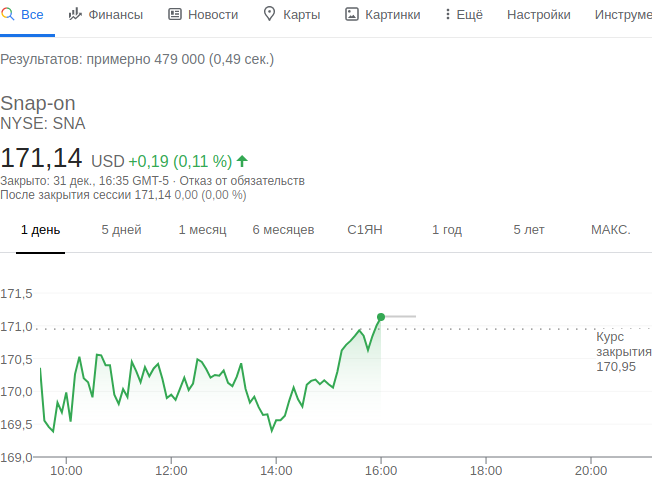 Все Финансы Новости Карты Картинки Ещё Настройки Инструме
Результатов: примерно 479 000 (0,49 сек.)
Snap-on
NYSE: SNA
171,14 USD +0,19 (0,11 %)
Закрыто: 31 дек., 16:35 GMT-5 · Отказ от обязательств
После закрытия сессии 171,14 0,00 (0,00 %)
1 день 5 дней 1 месяц 6 месяцев С1ЯН 1 год 5 лет МАКС.
171,5
171,0
Курс
закрытия
170,95
170,5
170,0
169,5
169,0
10:00 12:00 14:00 16:00 18:00 20:00